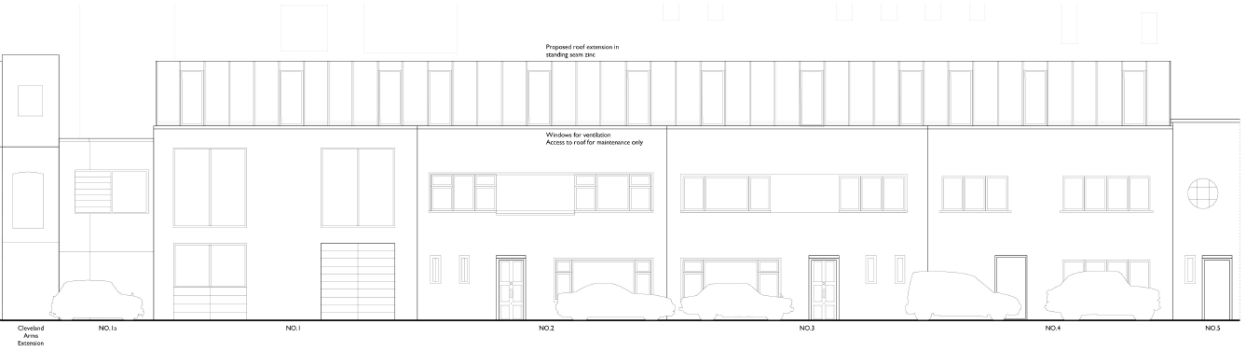 Proposed roof extension in
standing seam zinc
Windows for ventilation
Access to roof for maintenance only
Cleveland
Arms
Extension
NO.1a
NO.1
NO.2
NO.3
NO.4
NO.5